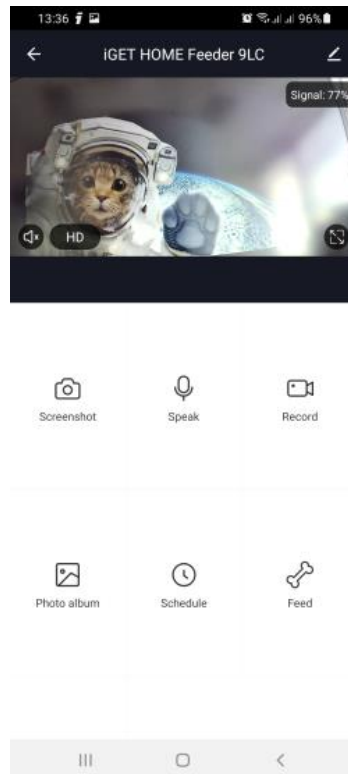 13:36 96%
iGET HOME Feeder 9LC
Signal: 77%
HD
Screenshot Speak Record
Photo album Schedule Feed